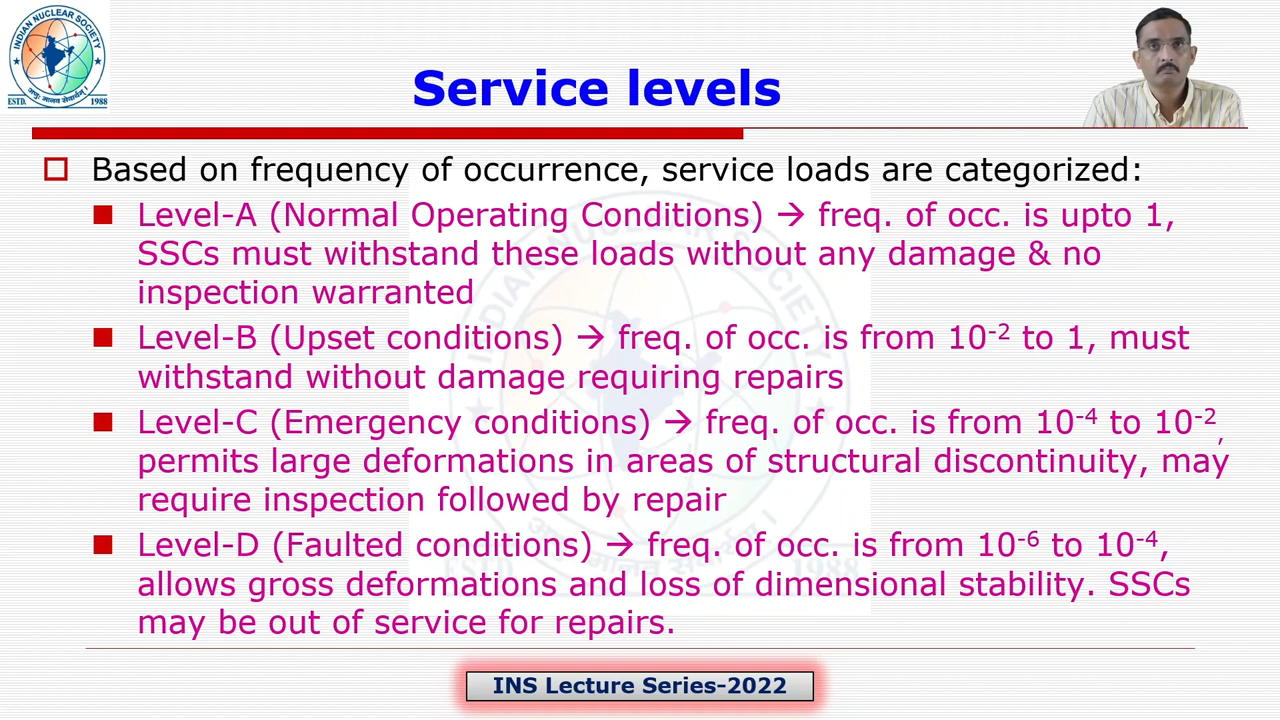 INDIAN NUCLEAR SOCIETY
ESTD. 1988
Service levels
Based on frequency of occurrence, service loads are categorized:
Level-A (Normal Operating Conditions) → freq. of occ. is upto 1,
SSCs must withstand these loads without any damage & no
inspection warranted
Level-B (Upset conditions) → freq. of occ. is from 10⁻² to 1, must
withstand without damage requiring repairs
Level-C (Emergency conditions) → freq. of occ. is from 10⁻⁴ to 10⁻²,
permits large deformations in areas of structural discontinuity, may
require inspection followed by repair
Level-D (Faulted conditions) → freq. of occ. is from 10⁻⁶ to 10⁻⁴,
allows gross deformations and loss of dimensional stability. SSCs
may be out of service for repairs.
INS Lecture Series-2022